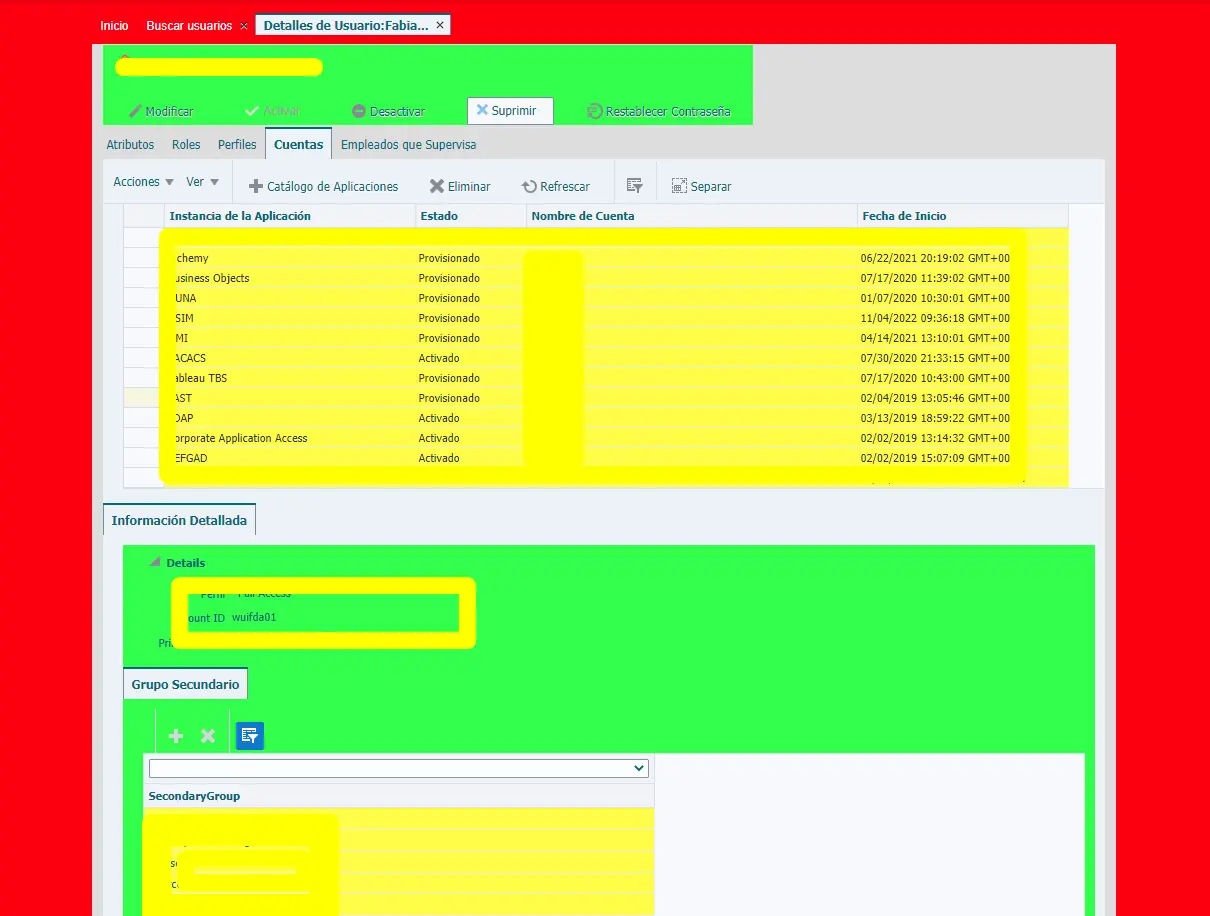 Inicio Buscar usuarios × Detalles de Usuario:Fabia... ×
Modificar Activar Desactivar Suprimir Restablecer Contraseña
Atributos Roles Perfiles Cuentas Empleados que Supervisa
Acciones Ver Catálogo de Aplicaciones Eliminar Refrescar Separar
Instancia de la Aplicación Estado Nombre de Cuenta Fecha de Inicio
chemy Provisionado 06/22/2021 20:19:02 GMT+00
usiness Objects Provisionado 07/17/2020 11:39:02 GMT+00
UNA Provisionado 01/07/2020 10:30:01 GMT+00
SIM Provisionado 11/04/2022 09:36:18 GMT+00
MI Provisionado 04/14/2021 13:10:01 GMT+00
ACACS Activado 07/30/2020 21:33:15 GMT+00
ableau TBS Provisionado 07/17/2020 10:43:00 GMT+00
AST Provisionado 02/04/2019 13:05:46 GMT+00
DAP Activado 03/13/2019 18:59:22 GMT+00
orporate Application Access Activado 02/02/2019 13:14:32 GMT+00
EFGAD Activado 02/02/2019 15:07:09 GMT+00
Información Detallada
Details
Perfil Full Access
ount ID wuifda01
Pri
Grupo Secundario
SecondaryGroup